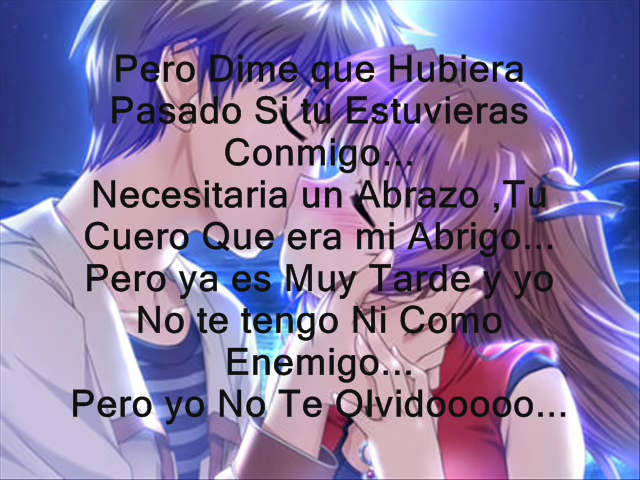 Pero Dime que Hubiera
Pasado Si tu Estuvieras
Conmigo...
Necesitaria un Abrazo ,Tu
Cuero Que era mi Abrigo...
Pero ya es Muy Tarde y yo
No te tengo Ni Como
Enemigo...
Pero yo No Te Olvidooooo...